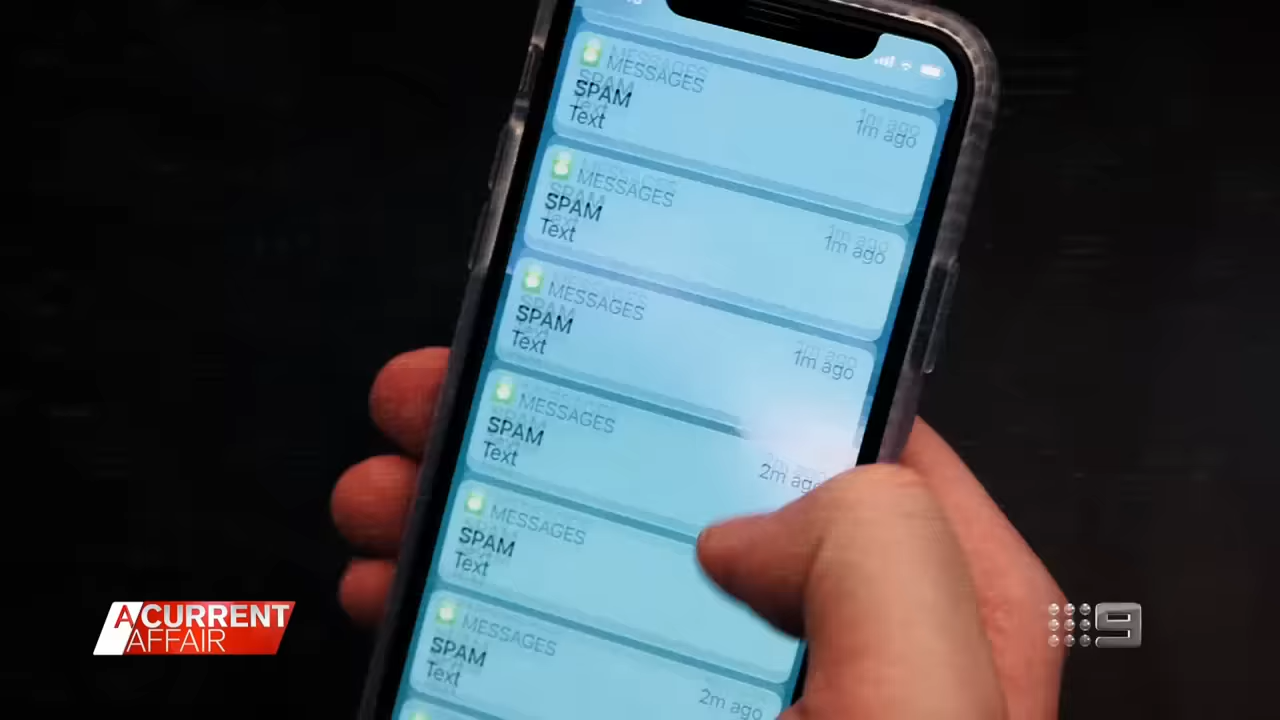 MESSAGES
SPAM
Text
1m ago
MESSAGES
SPAM
Text
1m ago
MESSAGES
SPAM
Text
1m ago
MESSAGES
SPAM
Text
2m ago
MESSAGES
SPAM
Text
MESSAGES
SPAM
Text
2m ago
A CURRENT
AFFAIR
9